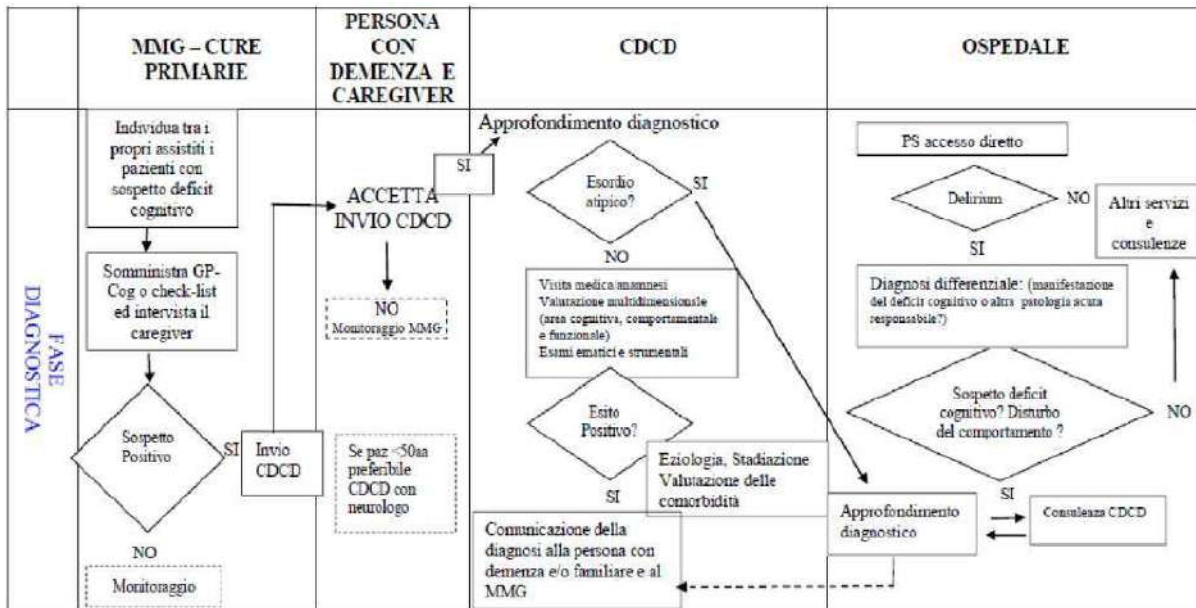 MMG – CURE
PRIMARIE
PERSONA
CON
DEMENZA E
CAREGIVER
CDCD
OSPEDALE
FASE
DIAGNOSTICA
Individua tra i
propri assistiti i
pazienti con
sospetto deficit
cognitivo
Somministra GP-
Cog o check-list
ed intervista il
caregiver
Sospetto
Positivo
SI
Invio
CDCD
NO
Monitoraggio
SI
ACCETTA
INVIO CDCD
NO
Monitoraggio MMG
Se paz <50aa
preferibile
CDCD con
neurologo
Approfondimento diagnostico
Esordio
atipico?
SI
NO
Visita medica anamnesi
Valutazione multidimensionale
(area cognitiva, comportamentale
e funzionale)
Esami ematici e strumentali
Esito
Positivo?
SI
Eziologia, Stadiazione
Valutazione delle
comorbidità
Comunicazione della
diagnosi alla persona con
demenza e/o familiare e al
MMG
PS accesso diretto
Delirium
NO
Altri servizi
e
consulenze
SI
Diagnosi differenziale: (manifestazione
del deficit cognitivo o altra patologia acuta
responsabile?)
Sospetto deficit
cognitivo? Disturbo
del comportamento ?
NO
SI
Approfondimento
diagnostico
Consulenza CDCD